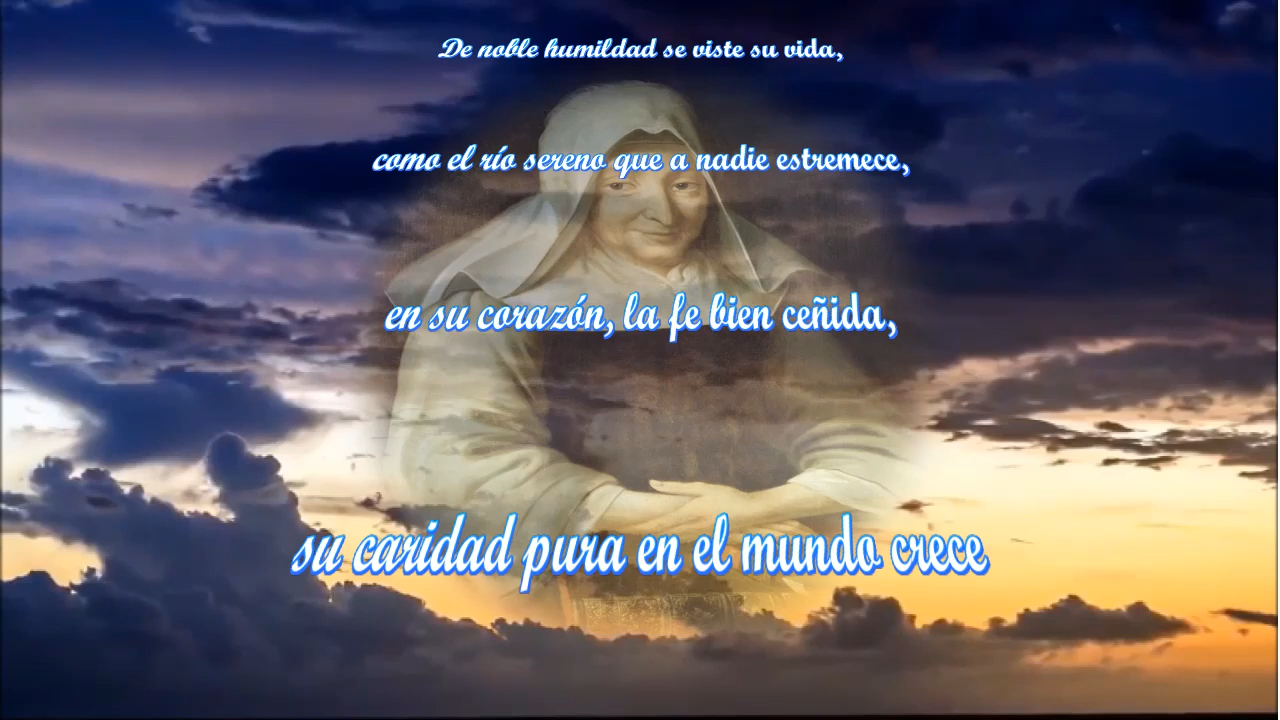 De noble humildad se viste su vida,
como el río sereno que a nadie estremece,
en su corazón, la fe bien ceñida,
su caridad pura en el mundo crece